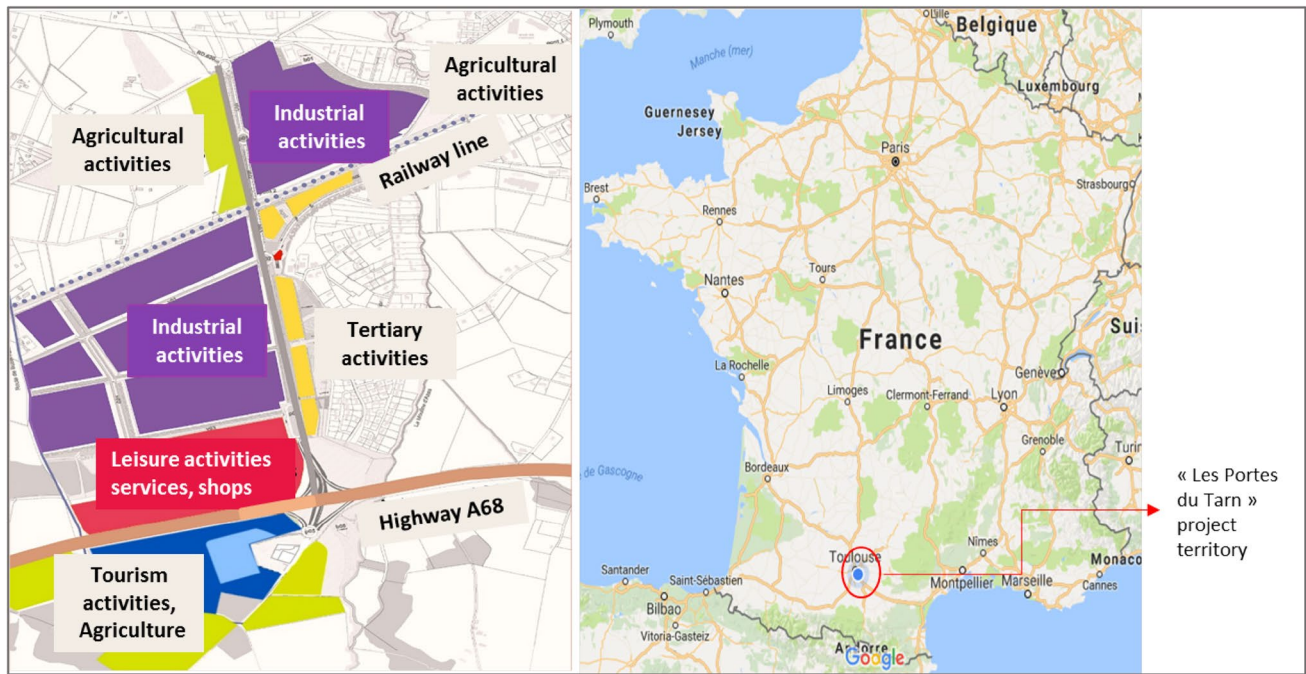 Agricultural
activities
Industrial
activities
Agricultural
activities
Railway line
Industrial
activities
Tertiary
activities
Leisure activities
services, shops
Highway A68
Tourism
activities,
Agriculture
Plymouth
Lille
Belgique
Manche (mer)
Luxembourg
Guernesey
Jersey
Paris
Strasbourg
Brest
Rennes
Nantes
Tours
France
Suis
La Rochelle
Genève
Limoges
Clermont-Ferrand
Lyon
Grenoble
Turin
de Gascogne
Bordeaux
Toulouse
Nîmes
Monaco
Montpellier
Marseille
Cannes
Santander
Saint-Sébastien
Bilbao
Vitoria-Gasteiz
Andorre
Google
« Les Portes
du Tarn »
project
territory